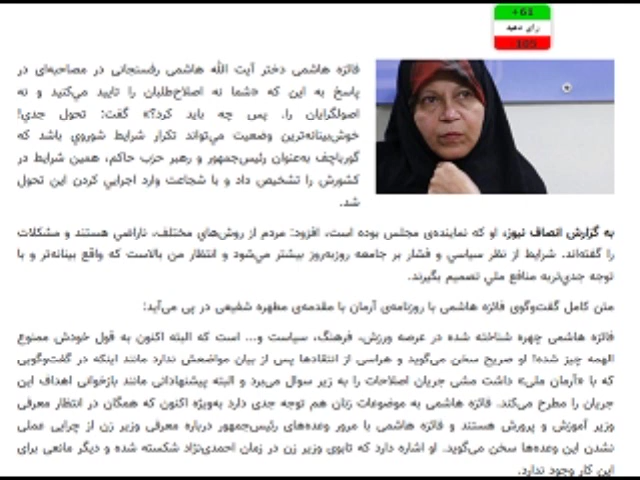 +61
رای دهید
-105
فائزه هاشمی دختر آیت الله هاشمی رفسنجانی در مصاحبه‌ای در
پاسخ به این که «شما نه اصلاح‌طلبان را تایید می‌کنید و نه
اصولگرایان را. پس چه باید کرد؟» گفت: تحول جدی!
خوش‌بینانه‌ترین وضعیت می‌تواند تکرار شرایط شوروی باشد که
گورباچف به‌عنوان رئیس‌جمهور و رهبر حزب حاکم، همین شرایط در
کشورش را تشخیص داد و با شجاعت وارد اجرایی کردن این تحول
شد.
به گزارش انصاف نیوز، او که نماینده‌ی مجلس بوده است، افزود: مردم از روش‌های مختلف، ناراضی هستند و مشکلات
را گفته‌اند. شرایط از نظر سیاسی و فشار بر جامعه روزبه‌روز بیشتر می‌شود و انتظار من بالاست که واقع بینانه‌تر و با
توجه جدی‌تربه منافع ملی تصمیم بگیرند.
متن کامل گفت‌وگوی فائزه هاشمی با روزنامه‌ی آرمان با مقدمه‌ی مطهره شفیعی در پی می‌آید:
فائزه هاشمی چهره شناخته شده در عرصه ورزش، فرهنگ، سیاست و... است که البته اکنون به قول خودش ممنوع
الهمه چیز شده! او صریح سخن می‌گوید و هراسی از انتقادها پس از بیان مواضعش ندارد مانند اینکه در گفت‌وگویی
که با «آرمان ملی» داشت مشی جریان اصلاحات را به زیر سوال می‌برد و البته پیشنهاداتی مانند بازخوانی اهداف این
جریان را مطرح می‌کند. فائزه هاشمی به موضوعات زنان هم توجه جدی دارد به‌ویژه اکنون که همگان در انتظار معرفی
وزیر آموزش و پرورش هستند و فائزه هاشمی با مرور وعده‌های رئیس‌جمهور درباره معرفی وزیر زن از چرایی عملی
نشدن این وعده‌ها سخن می‌گوید. او اشاره دارد که تابوی وزیر زن در زمان احمدی‌نژاد شکسته شده و دیگر مانعی برای
این کار وجود ندارد.